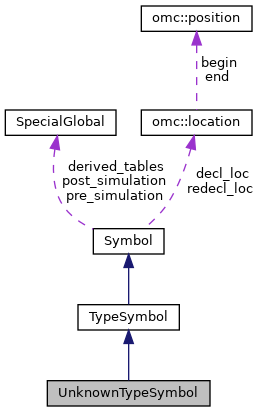 omc::position
begin
end
SpecialGlobal
omc::location
derived_tables
post_simulation
pre_simulation
decl_loc
redecl_loc
Symbol
TypeSymbol
UnknownTypeSymbol